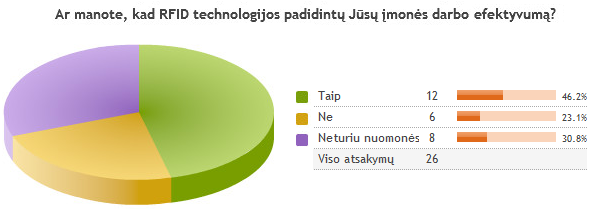 Ar manote, kad RFID technologijos padidintų Jūsų įmonės darbo efektyvumą?
Taip 12 46.2%
Ne 6 23.1%
Neturiu nuomonės 8 30.8%
Viso atsakymų 26